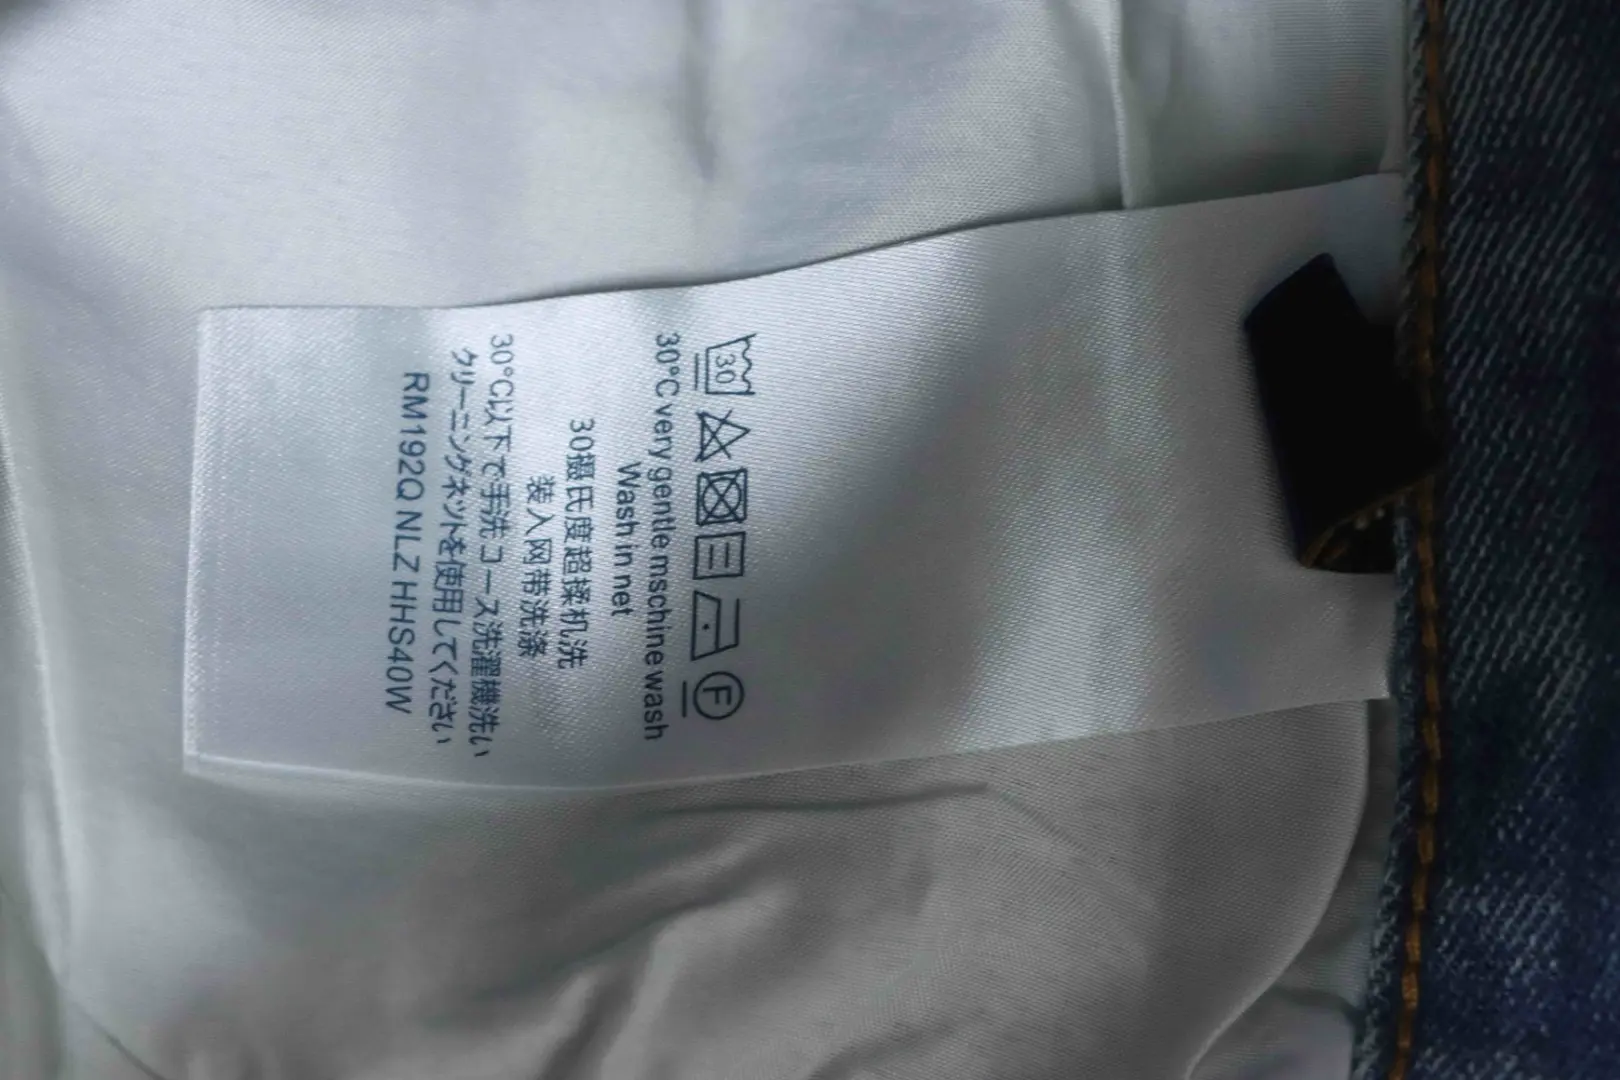 30
F
30°C very gentle mschine wash
Wash in net
30摄氏度超揉机洗
装入网带洗涤
30°C以下で手洗コース洗濯機洗い
クリーニングネットを使用してください
RM192Q NLZ HHS40W